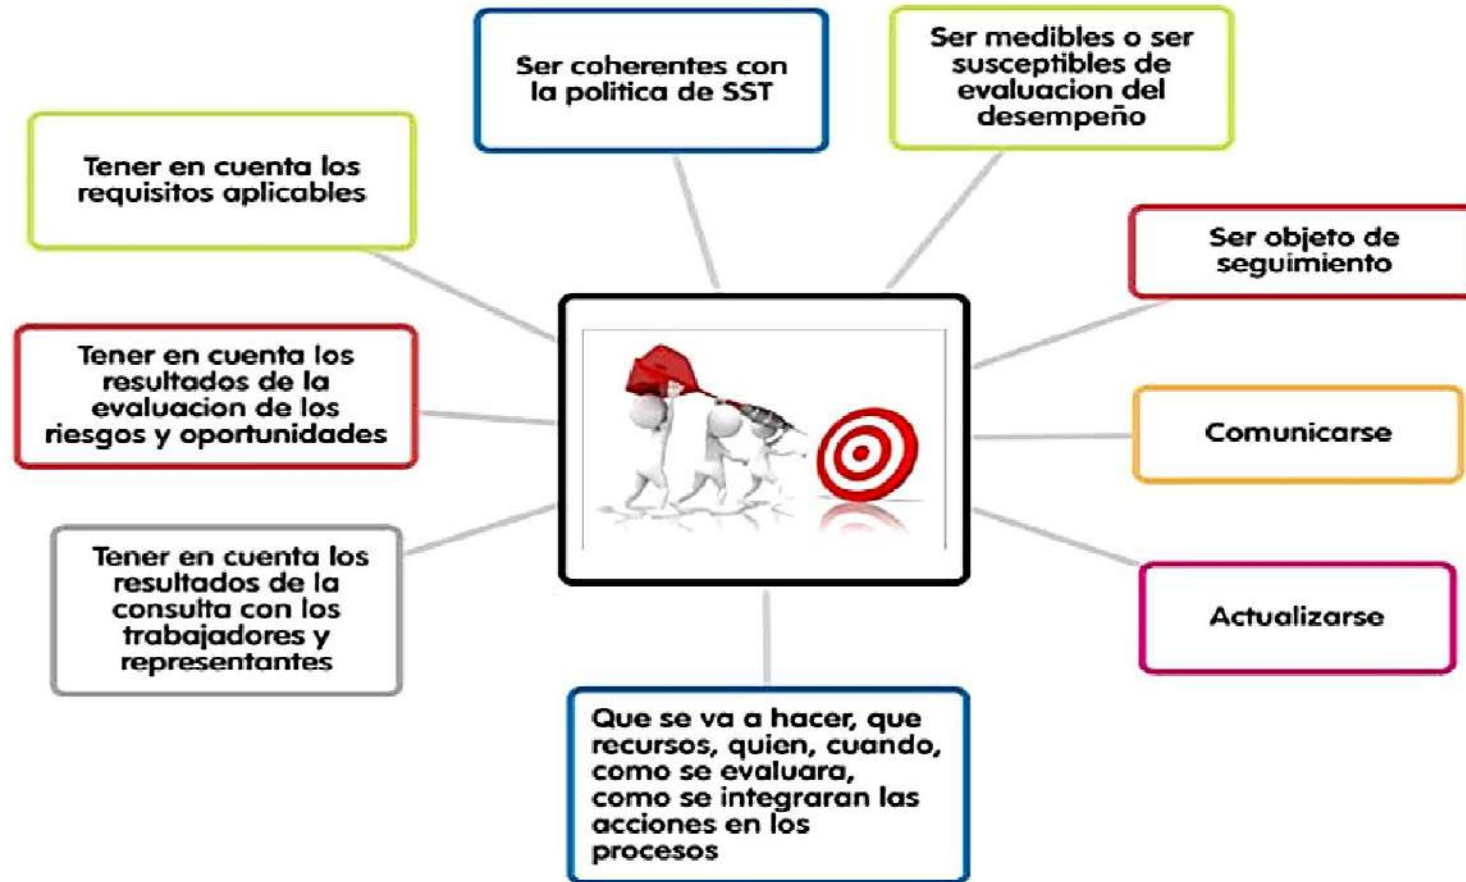 Ser coherentes con
la politica de SST
Ser medibles o ser
susceptibles de
evaluacion del
desempeño
Tener en cuenta los
requisitos aplicables
Ser objeto de
seguimiento
Tener en cuenta los
resultados de la
evaluacion de los
riesgos y oportunidades
Comunicarse
Tener en cuenta los
resultados de la
consulta con los
trabajadores y
representantes
Actualizarse
Que se va a hacer, que
recursos, quien, cuando,
como se evaluara,
como se integraran las
acciones en los
procesos